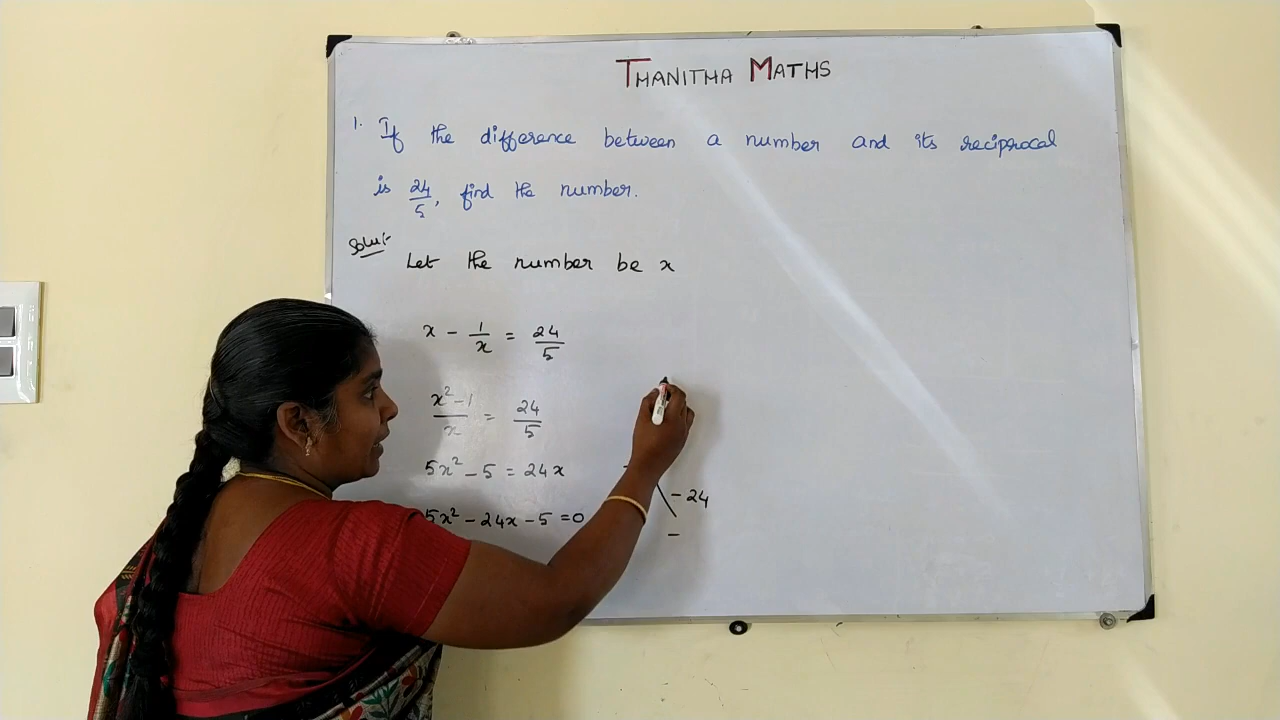 THANITHA MATHS
1. If the difference between a number and its reciprocal
is 24/5, find the number.
Solu:-
Let the number be x
x - 1/x = 24/5
x² - 1/x = 24/5
5x² - 5 = 24x
5x² - 24x - 5 = 0
- 24
-